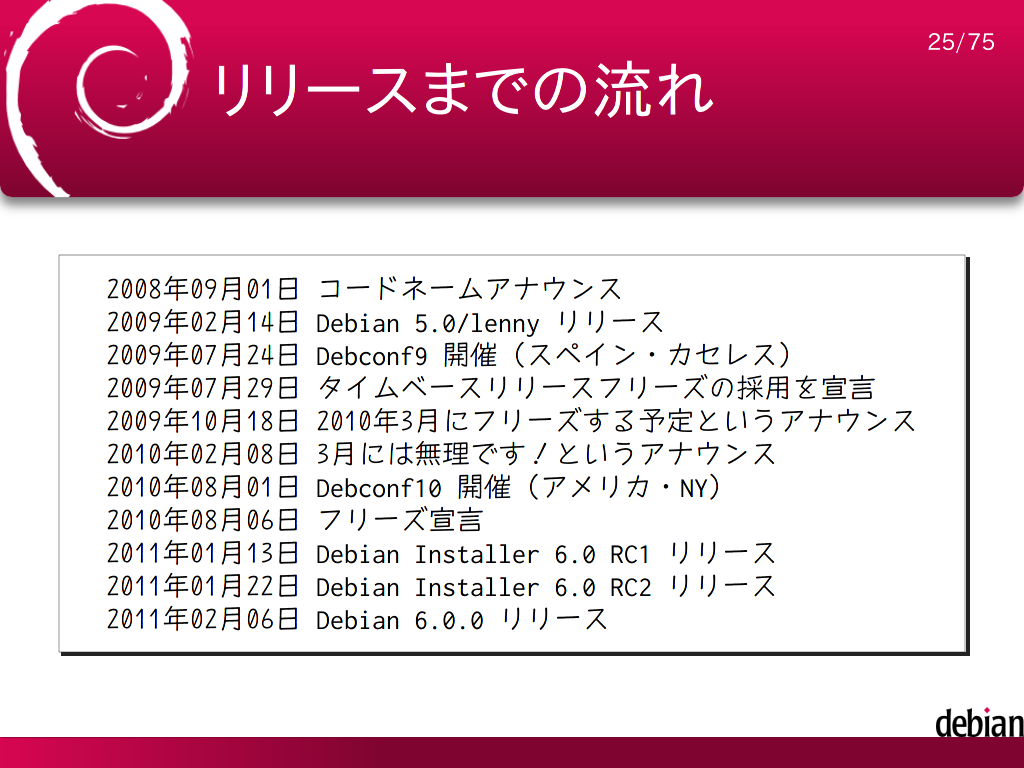 25/75
リリースまでの流れ
2008年09月01日 コードネームアナウンス
2009年02月14日 Debian 5.0/lenny リリース
2009年07月24日 Debconf9 開催（スペイン・カセレス）
2009年07月29日 タイムベースリリースフリーズの採用を宣言
2009年10月18日 2010年3月にフリーズする予定というアナウンス
2010年02月08日 3月には無理です！というアナウンス
2010年08月01日 Debconf10 開催（アメリカ・NY）
2010年08月06日 フリーズ宣言
2011年01月13日 Debian Installer 6.0 RC1 リリース
2011年01月22日 Debian Installer 6.0 RC2 リリース
2011年02月06日 Debian 6.0.0 リリース
debian